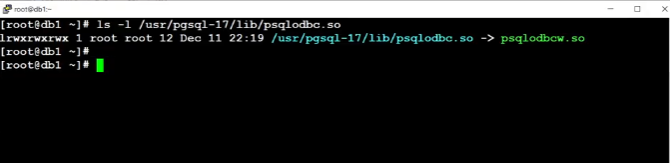 root@db1:~
[root@db1 ~]# ls -l /usr/pgsql-17/lib/psqlodbc.so
lrwxrwxrwx 1 root root 12 Dec 11 22:19 /usr/pgsql-17/lib/psqlodbc.so -> psqlodbcw.so
[root@db1 ~]#
[root@db1 ~]#